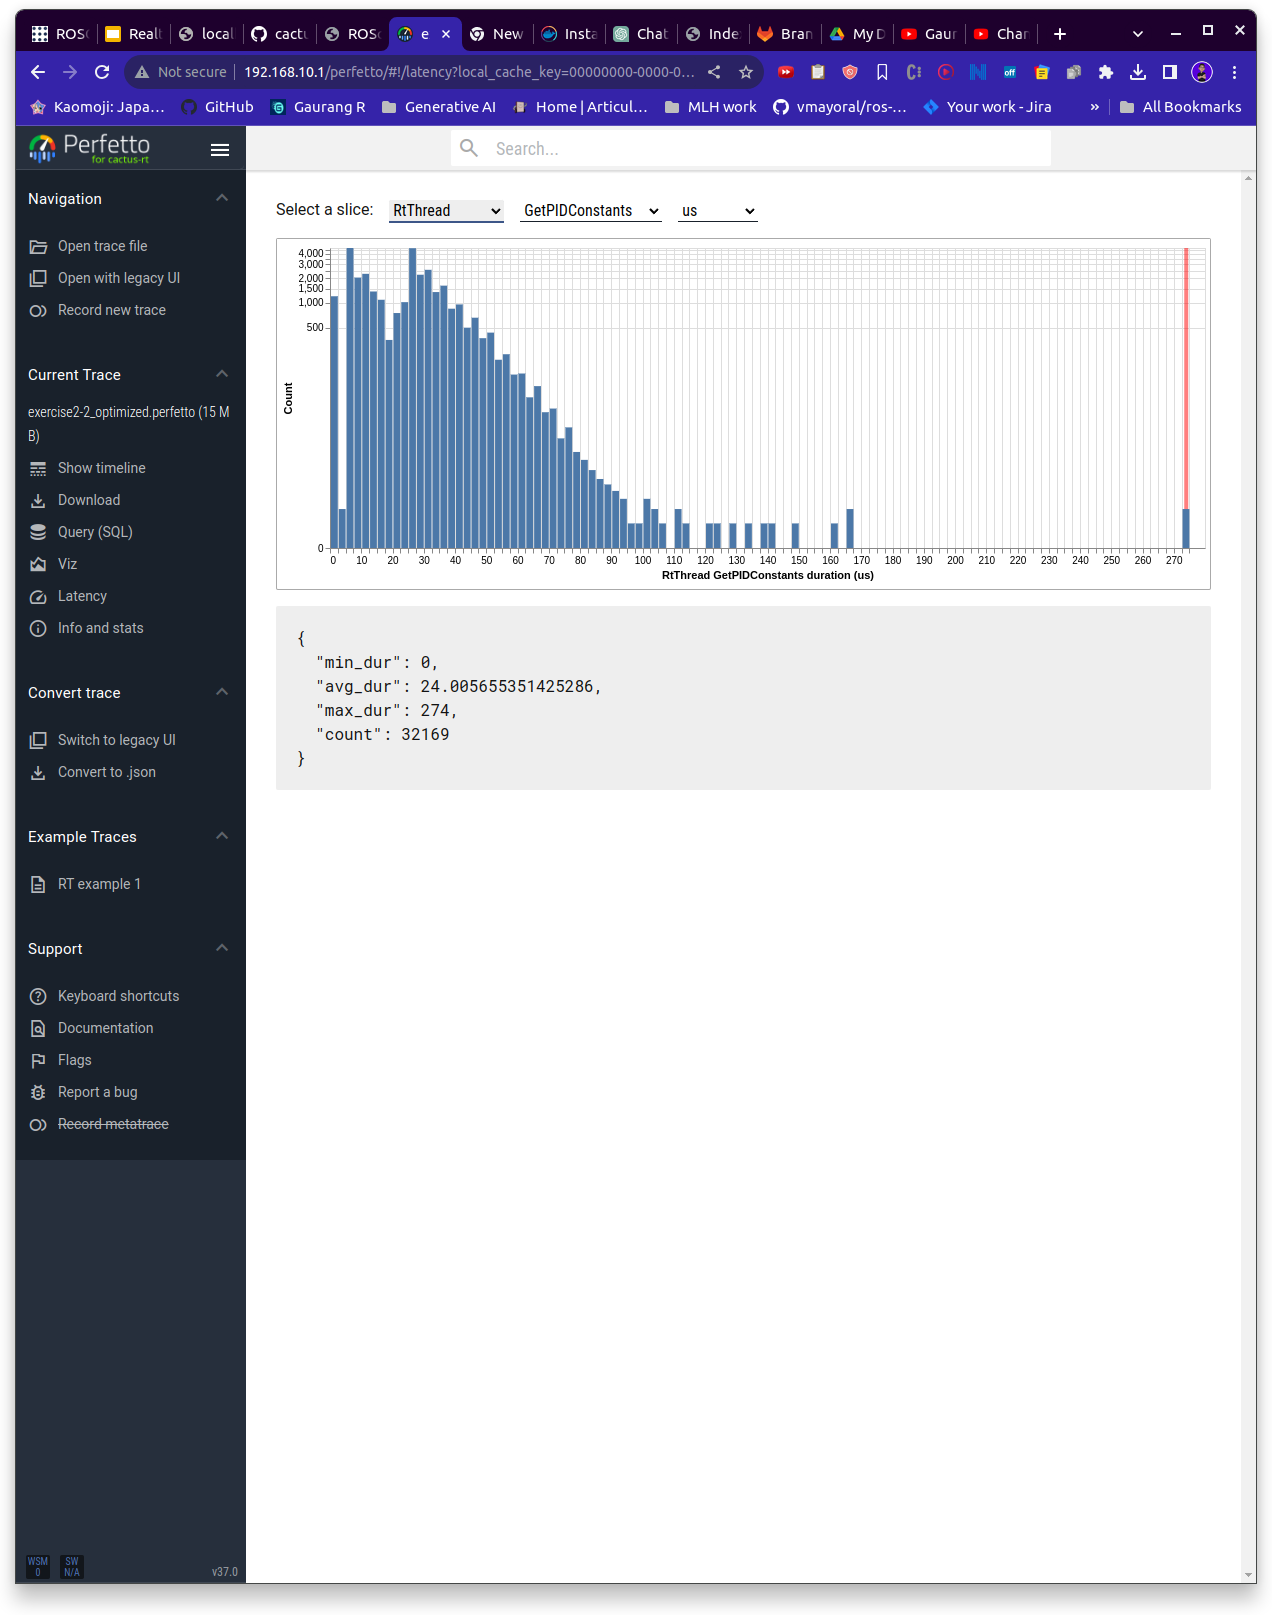 ROS
Realt
local
cactu
ROS
e
New
Insta
Chat
Inde
Bran
My D
Gaur
Chan
Not secure
192.168.10.1/perfetto/#!/latency?local_cache_key=00000000-0000-0...
Kaomoji: Japa...
GitHub
Gaurang R
Generative AI
Home | Articul...
MLH work
vmayoral/ros-...
Your work - Jira
»
All Bookmarks
Perfetto
for cactus-rt
Search...
Navigation
Open trace file
Open with legacy UI
Record new trace
Current Trace
exercise2-2_optimized.perfetto (15 M
B)
Show timeline
Download
Query (SQL)
Viz
Latency
Info and stats
Convert trace
Switch to legacy UI
Convert to .json
Example Traces
RT example 1
Support
Keyboard shortcuts
Documentation
Flags
Report a bug
Record metatrace
WSM
0
SW
N/A
v37.0
Select a slice: RtThread GetPIDConstants us
4,000
3,000
2,000
1,500
1,000
500
0
Count
0 10 20 30 40 50 60 70 80 90 100 110 120 130 140 150 160 170 180 190 200 210 220 230 240 250 260 270
RtThread GetPIDConstants duration (us)
{
"min_dur": 0,
"avg_dur": 24.005655351425286,
"max_dur": 274,
"count": 32169
}